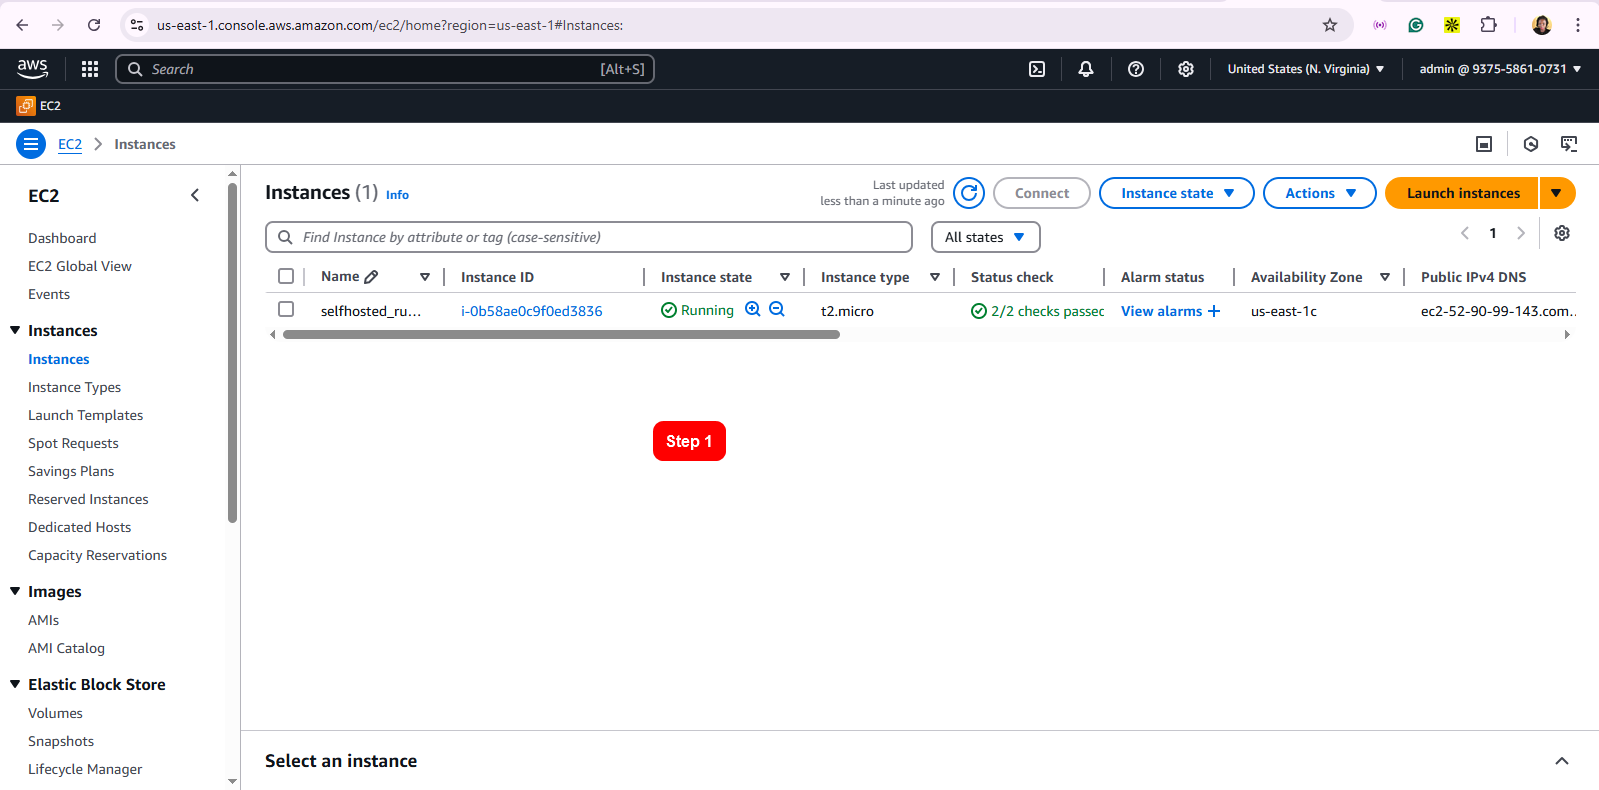 us-east-1.console.aws.amazon.com/ec2/home?region=us-east-1#Instances:
aws
Search
[Alt+S]
United States (N. Virginia)
admin @ 9375-5861-0731
EC2
EC2
Instances
EC2
Dashboard
EC2 Global View
Events
Instances
Instances
Instance Types
Launch Templates
Spot Requests
Savings Plans
Reserved Instances
Dedicated Hosts
Capacity Reservations
Images
AMIs
AMI Catalog
Elastic Block Store
Volumes
Snapshots
Lifecycle Manager
Instances (1) Info
Last updated
less than a minute ago
Connect
Instance state
Actions
Launch instances
Find Instance by attribute or tag (case-sensitive)
All states
1
Name
Instance ID
Instance state
Instance type
Status check
Alarm status
Availability Zone
Public IPv4 DNS
selfhosted_ru...
i-0b58ae0c9f0ed3836
Running
t2.micro
2/2 checks passed
View alarms +
us-east-1c
ec2-52-90-99-143.com...
Step 1
Select an instance